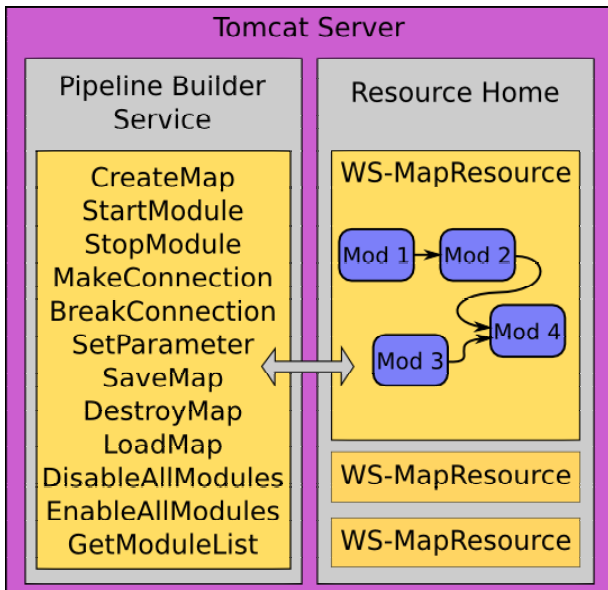 Tomcat Server
Pipeline Builder
Service
CreateMap
StartModule
StopModule
MakeConnection
BreakConnection
SetParameter
SaveMap
DestroyMap
LoadMap
DisableAllModules
EnableAllModules
GetModuleList
Resource Home
WS-MapResource
Mod 1
Mod 2
Mod 3
Mod 4
WS-MapResource
WS-MapResource